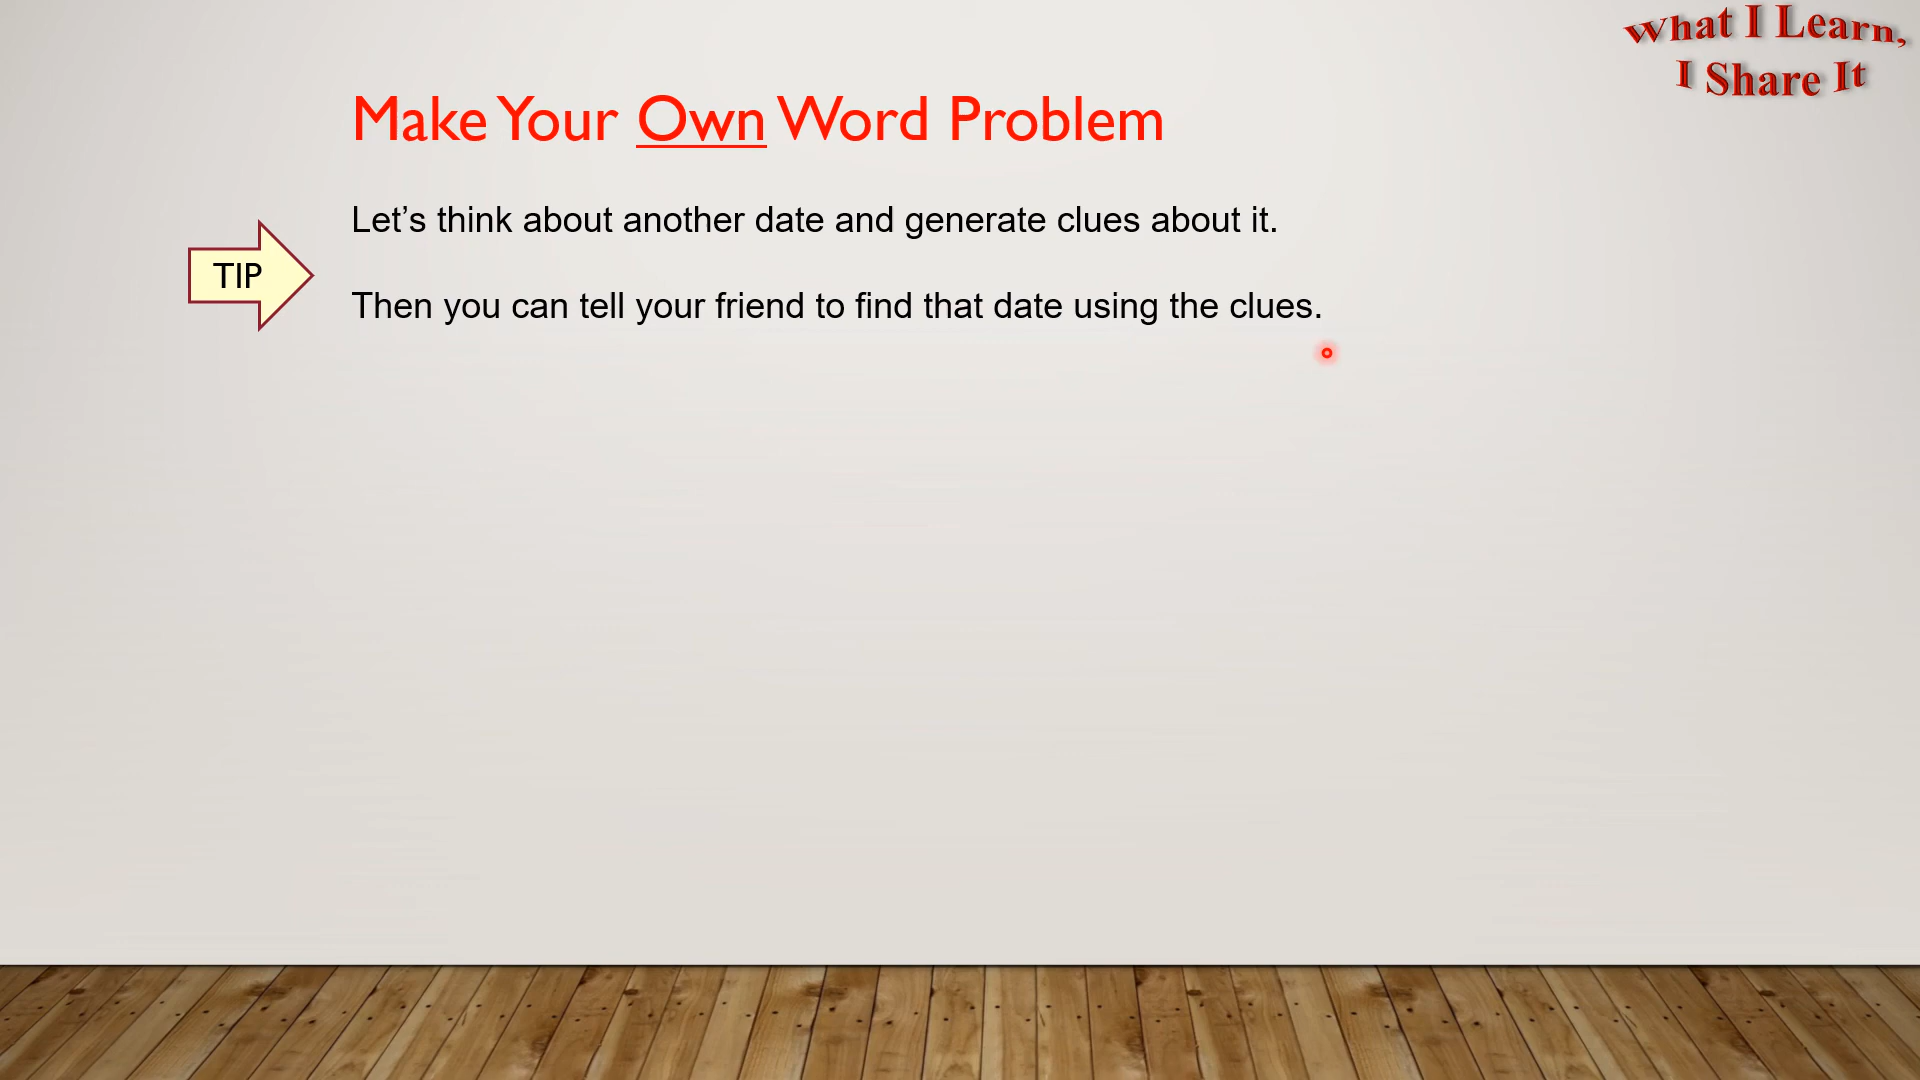 What I Learn,
I Share It
Make Your Own Word Problem
Let’s think about another date and generate clues about it.
TIP
Then you can tell your friend to find that date using the clues.